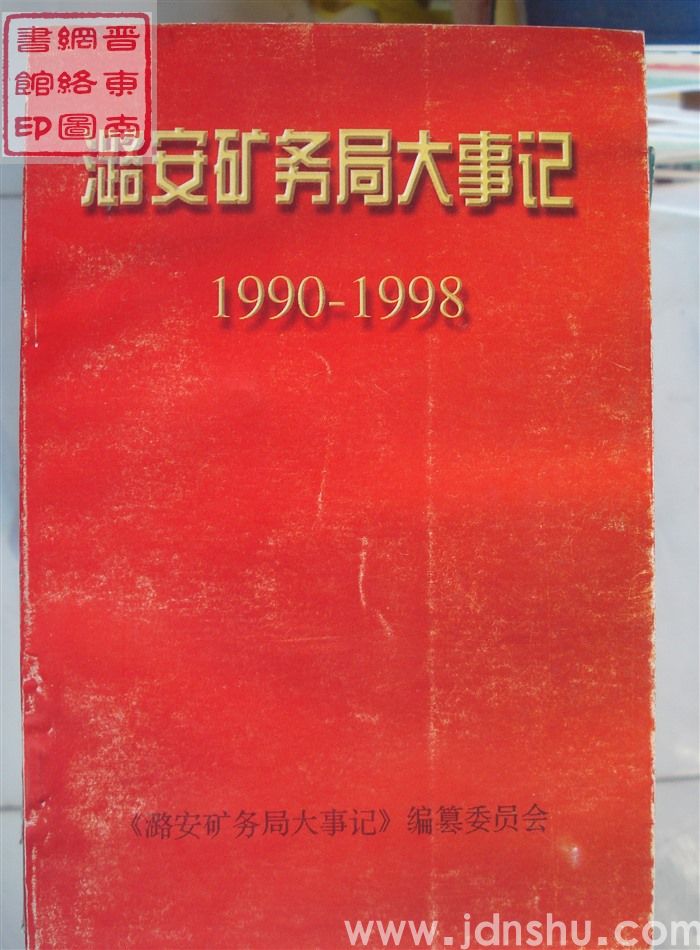 晋東南
網絡圖
書館印
潞安矿务局大事记
1990-1998
《潞安矿务局大事记》编纂委员会
www.jdnshu.com